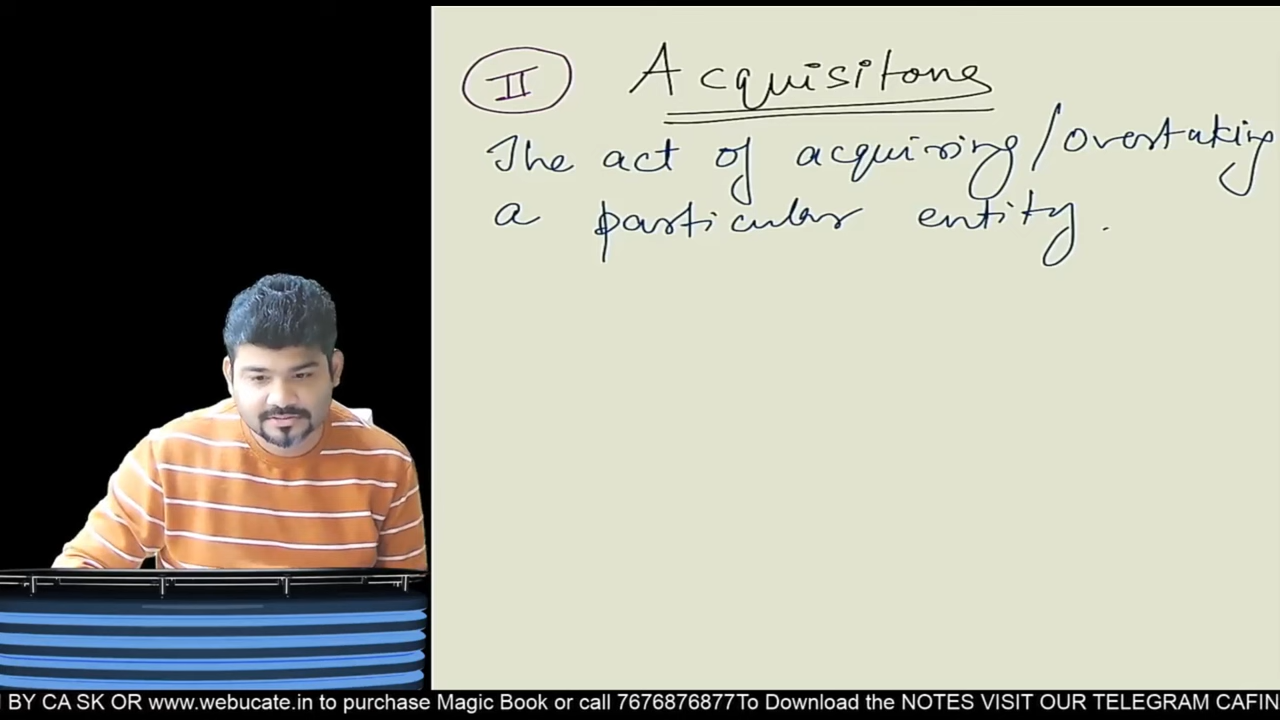 II Acquisitons
The act of acquiring/overtaking
a particular entity.
BY CA SK OR www.webucate.in to purchase Magic Book or call 7676876877To Download the NOTES VISIT OUR TELEGRAM CAFIN